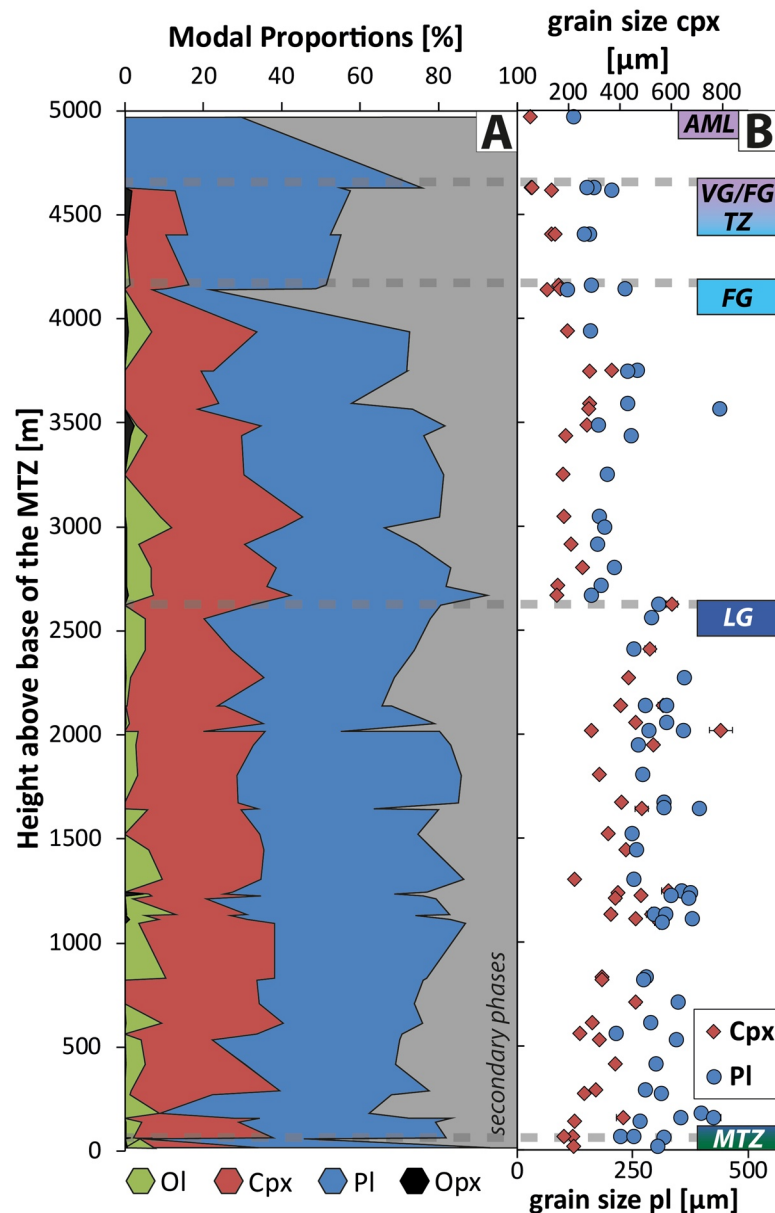 Modal Proportions [%]
grain size cpx
[µm]
0 20 40 60 80 100
200 400 600 800
5000
4500
4000
3500
3000
2500
2000
1500
1000
500
0
Height above base of the MTZ [m]
A
B
AML
VG/FG
TZ
FG
LG
MTZ
secondary phases
Cpx
Pl
0 250 500
grain size pl [µm]
Ol Cpx Pl Opx